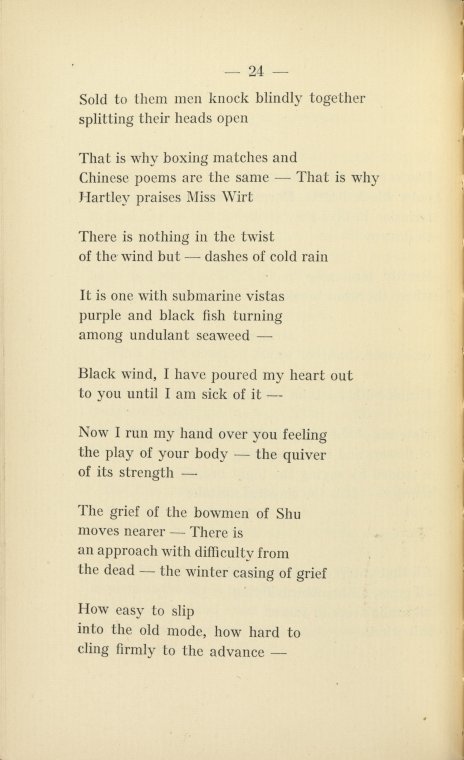 — 24 —
Sold to them men knock blindly together
splitting their heads open
That is why boxing matches and
Chinese poems are the same — That is why
Hartley praises Miss Wirt
There is nothing in the twist
of the wind but — dashes of cold rain
It is one with submarine vistas
purple and black fish turning
among undulant seaweed —
Black wind, I have poured my heart out
to you until I am sick of it —
Now I run my hand over you feeling
the play of your body — the quiver
of its strength —
The grief of the bowmen of Shu
moves nearer — There is
an approach with difficulty from
the dead — the winter casing of grief
How easy to slip
into the old mode, how hard to
cling firmly to the advance —